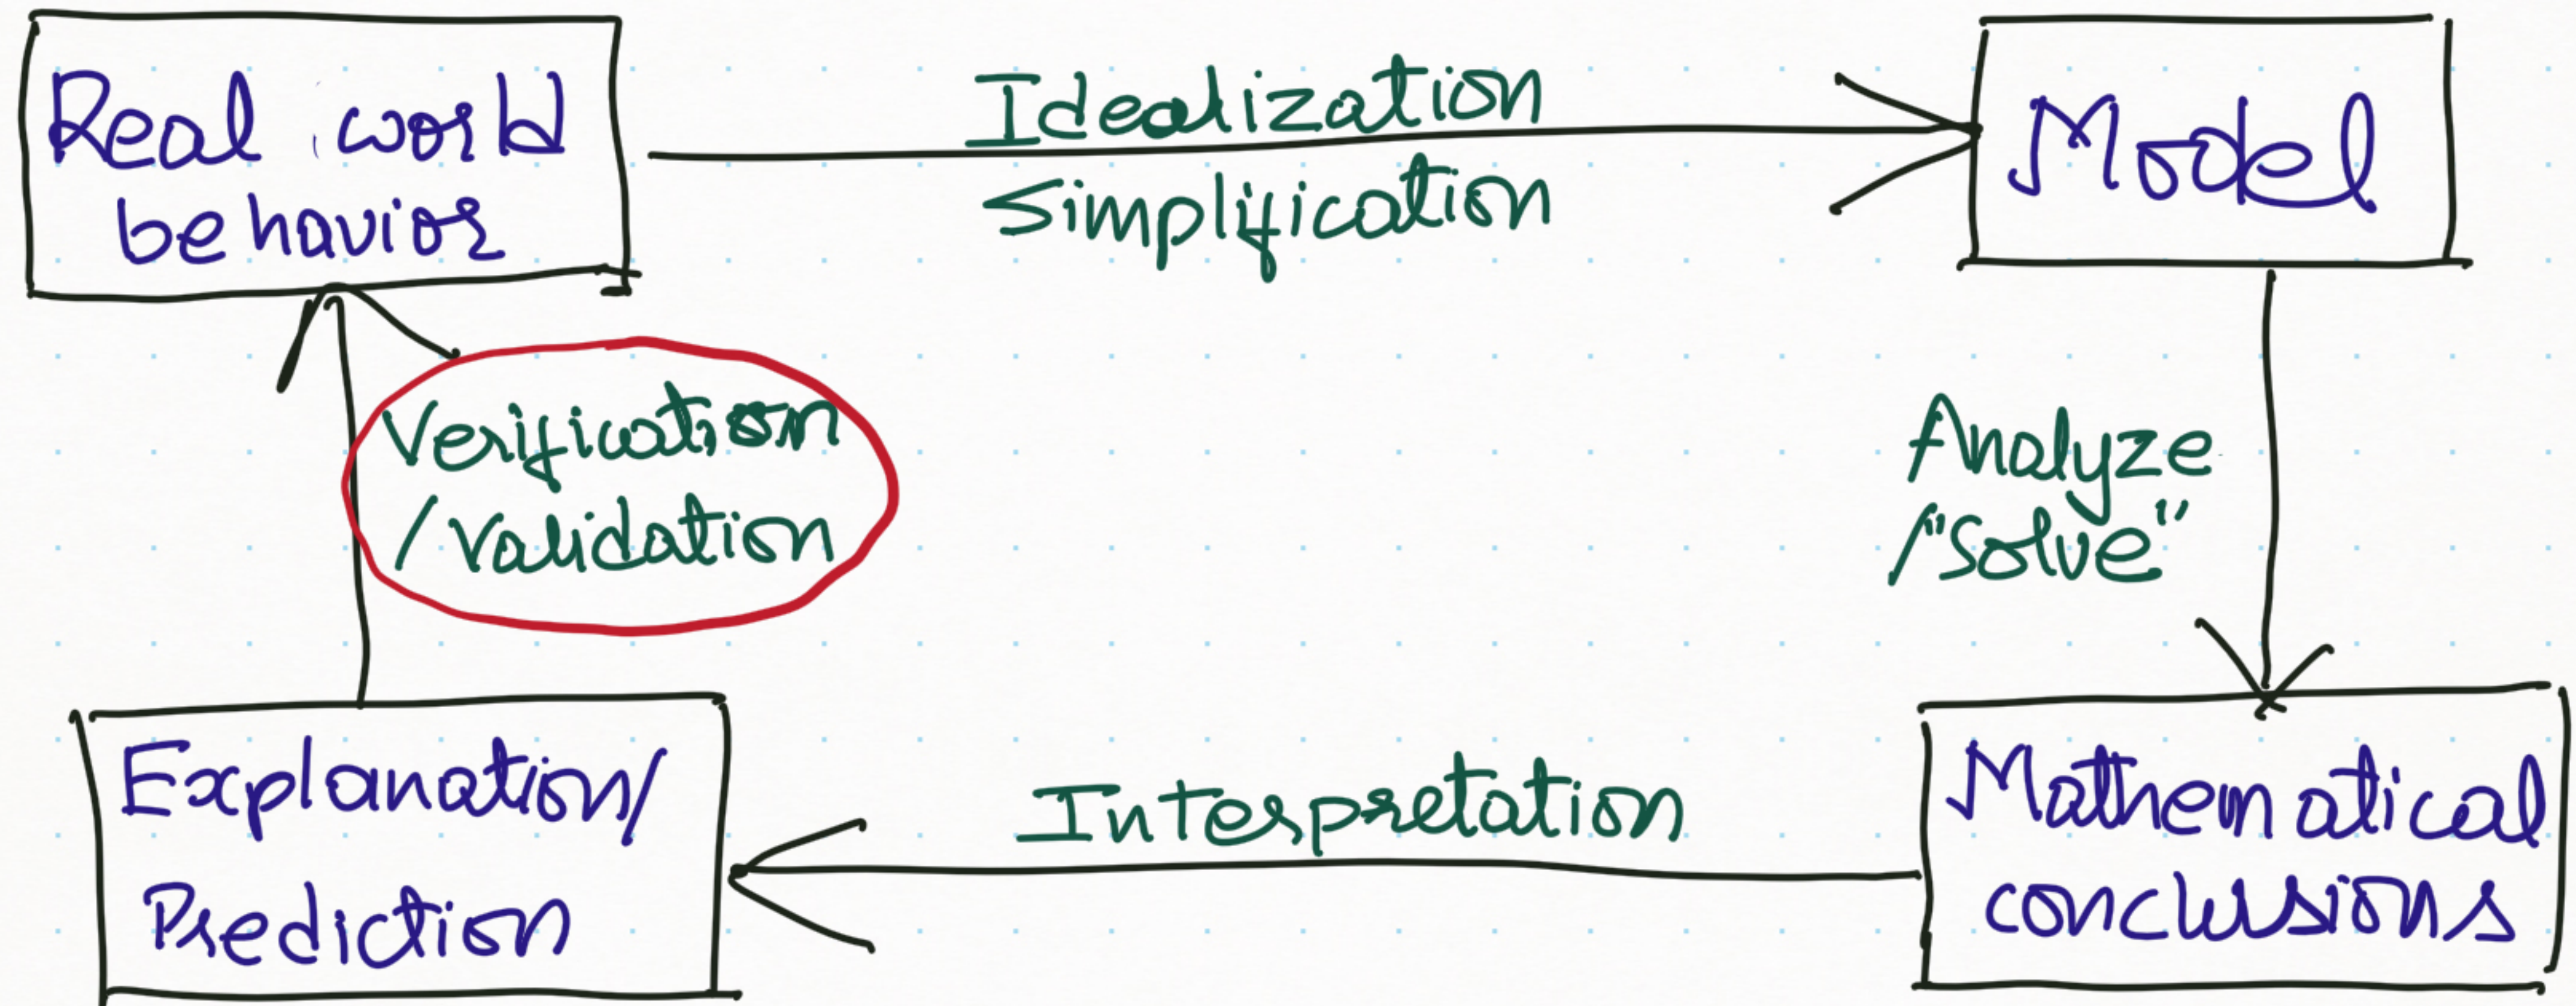 Real world
behavior
Idealization
Simplification
Model
Verification
/Validation
Analyze
/"Solve"
Explanation/
Prediction
Interpretation
Mathematical
conclusions